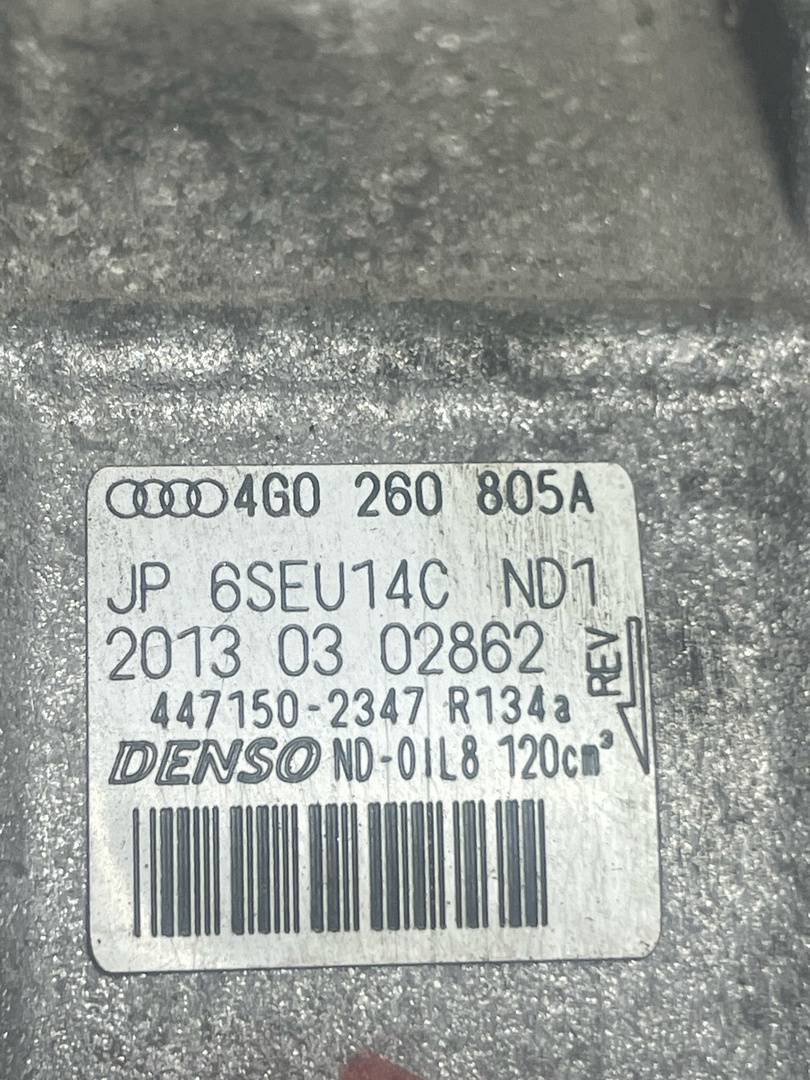 4G0 260 805A
JP 6SEU14C ND1
2013 03 02862
REV
447150-2347 R134a
DENSO ND-OIL8 120cm³